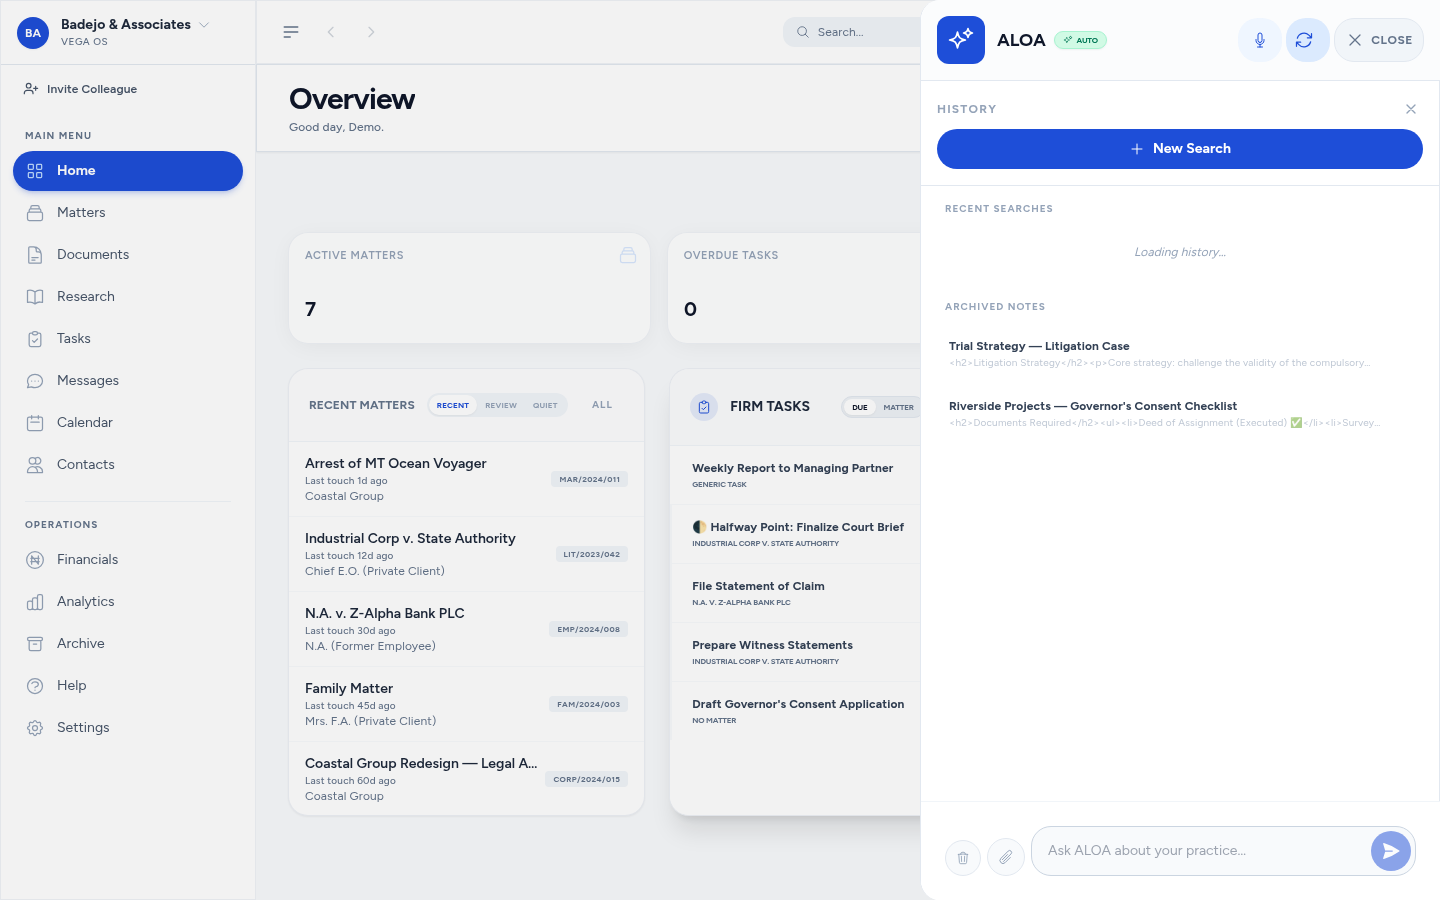 BA
Badejo & Associates
VEGA OS
Invite Colleague
MAIN MENU
Home
Matters
Documents
Research
Tasks
Messages
Calendar
Contacts
OPERATIONS
Financials
Analytics
Archive
Help
Settings
Search...
Overview
Good day, Demo.
ACTIVE MATTERS
7
OVERDUE TASKS
0
RECENT MATTERS
RECENT
REVIEW
QUIET
ALL
Arrest of MT Ocean Voyager
Last touch 1d ago
Coastal Group
MAR/2024/011
Industrial Corp v. State Authority
Last touch 12d ago
Chief E.O. (Private Client)
LIT/2023/042
N.A. v. Z-Alpha Bank PLC
Last touch 30d ago
N.A. (Former Employee)
EMP/2024/008
Family Matter
Last touch 45d ago
Mrs. F.A. (Private Client)
FAM/2024/003
Coastal Group Redesign — Legal A...
Last touch 60d ago
Coastal Group
CORP/2024/015
FIRM TASKS
DUE
MATTER
Weekly Report to Managing Partner
GENERIC TASK
🌓 Halfway Point: Finalize Court Brief
INDUSTRIAL CORP V. STATE AUTHORITY
File Statement of Claim
N.A. V. Z-ALPHA BANK PLC
Prepare Witness Statements
INDUSTRIAL CORP V. STATE AUTHORITY
Draft Governor's Consent Application
NO MATTER
ALOA
AUTO
CLOSE
HISTORY
New Search
RECENT SEARCHES
Loading history...
ARCHIVED NOTES
Trial Strategy — Litigation Case
<h2>Litigation Strategy</h2><p>Core strategy: challenge the validity of the compulsory...
Riverside Projects — Governor's Consent Checklist
<h2>Documents Required</h2><ul><li>Deed of Assignment (Executed) ✅</li><li>Survey...
Ask ALOA about your practice...